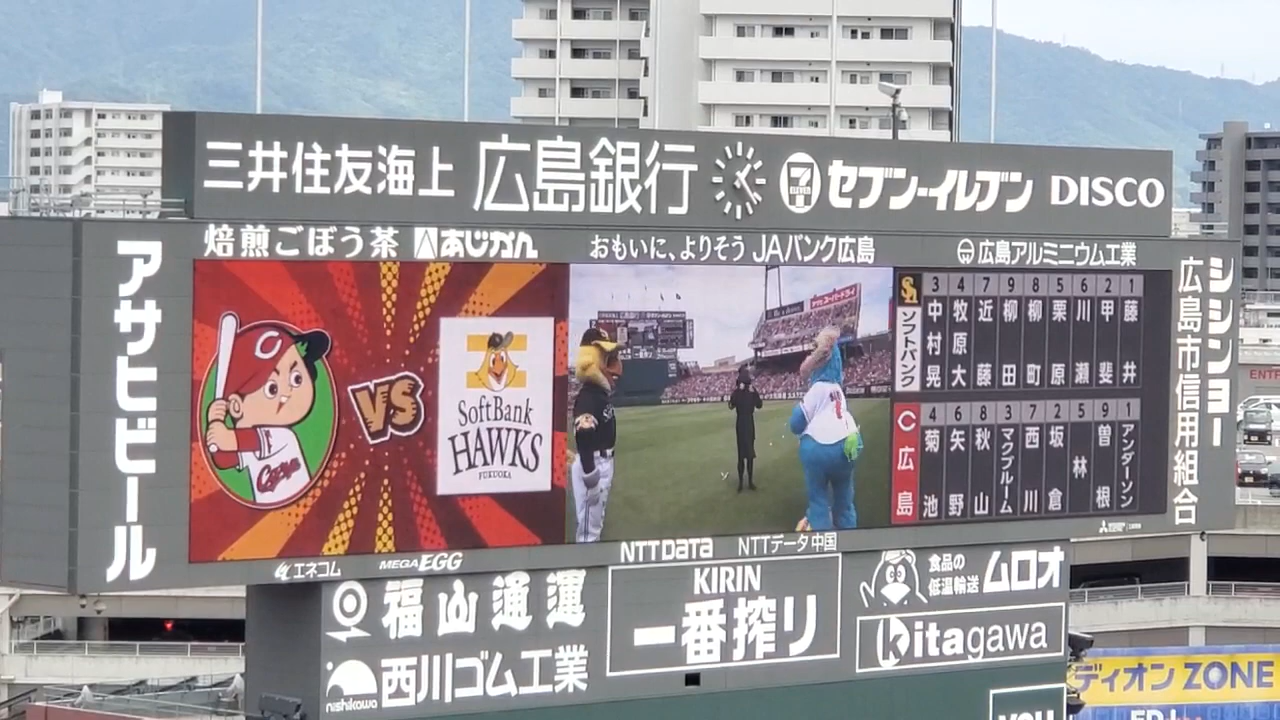 三井住友海上 広島銀行 7 ELEVEN セブン-イレブン DISCO
焙煎ごぼう茶 あじかん おもいに、よりそう JAバンク広島 広島アルミニウム工業
アサヒビール
C
Carp
VS
SoftBank
HAWKS
FUKUOKA
ソフトバンク
3 4 7 9 8 5 6 2 1
中村晃
牧原大
近藤
柳田
柳町
栗原
川瀬
甲斐
藤井
C 広島
4 6 8 3 7 2 5 9 1
菊池
矢野
秋山
マクブルーム
西川
坂倉
林
曽根
アンダーソン
シシンヨー
広島市信用組合
エネコム MEGA EGG NTT DATA NTTデータ中国
福山通運
KIRIN
一番搾り
食品の
低温輸送 ムロオ
nishikawa 西川ゴム工業
kitagawa
ディオン ZONE